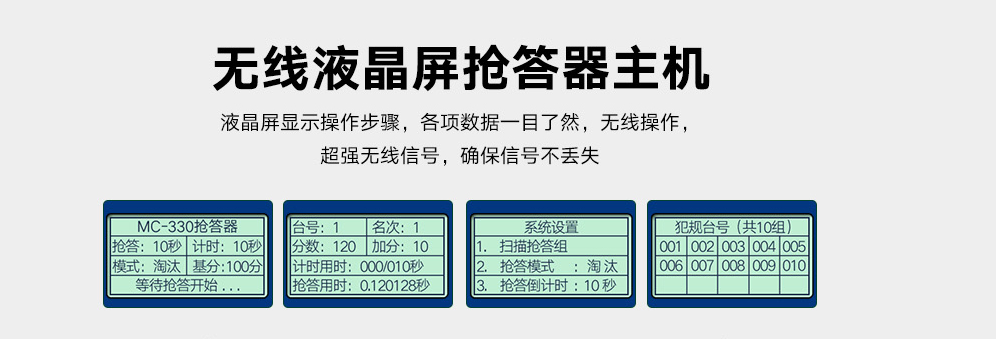 无线液晶屏抢答器主机
液晶屏显示操作步骤，各项数据一目了然，无线操作，
超强无线信号，确保信号不丢失
MC-330抢答器
抢答：10秒 计时：10秒
模式：淘汰 基分:100分
等待抢答开始 . . .
台号：1 名次：1
分数：120 加分：10
计时用时：000/010秒
抢答用时：0.120128秒
系统设置
1. 扫描抢答组
2. 抢答模式 ：淘 汰
3. 抢答倒计时 ：10 秒
犯规台号（共10组）
001 002 003 004 005
006 007 008 009 010